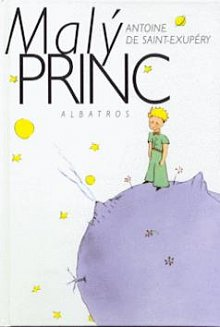 Malý
ANTOINE
DE SAINT-EXUPÉRY
PRINC
ALBATROS